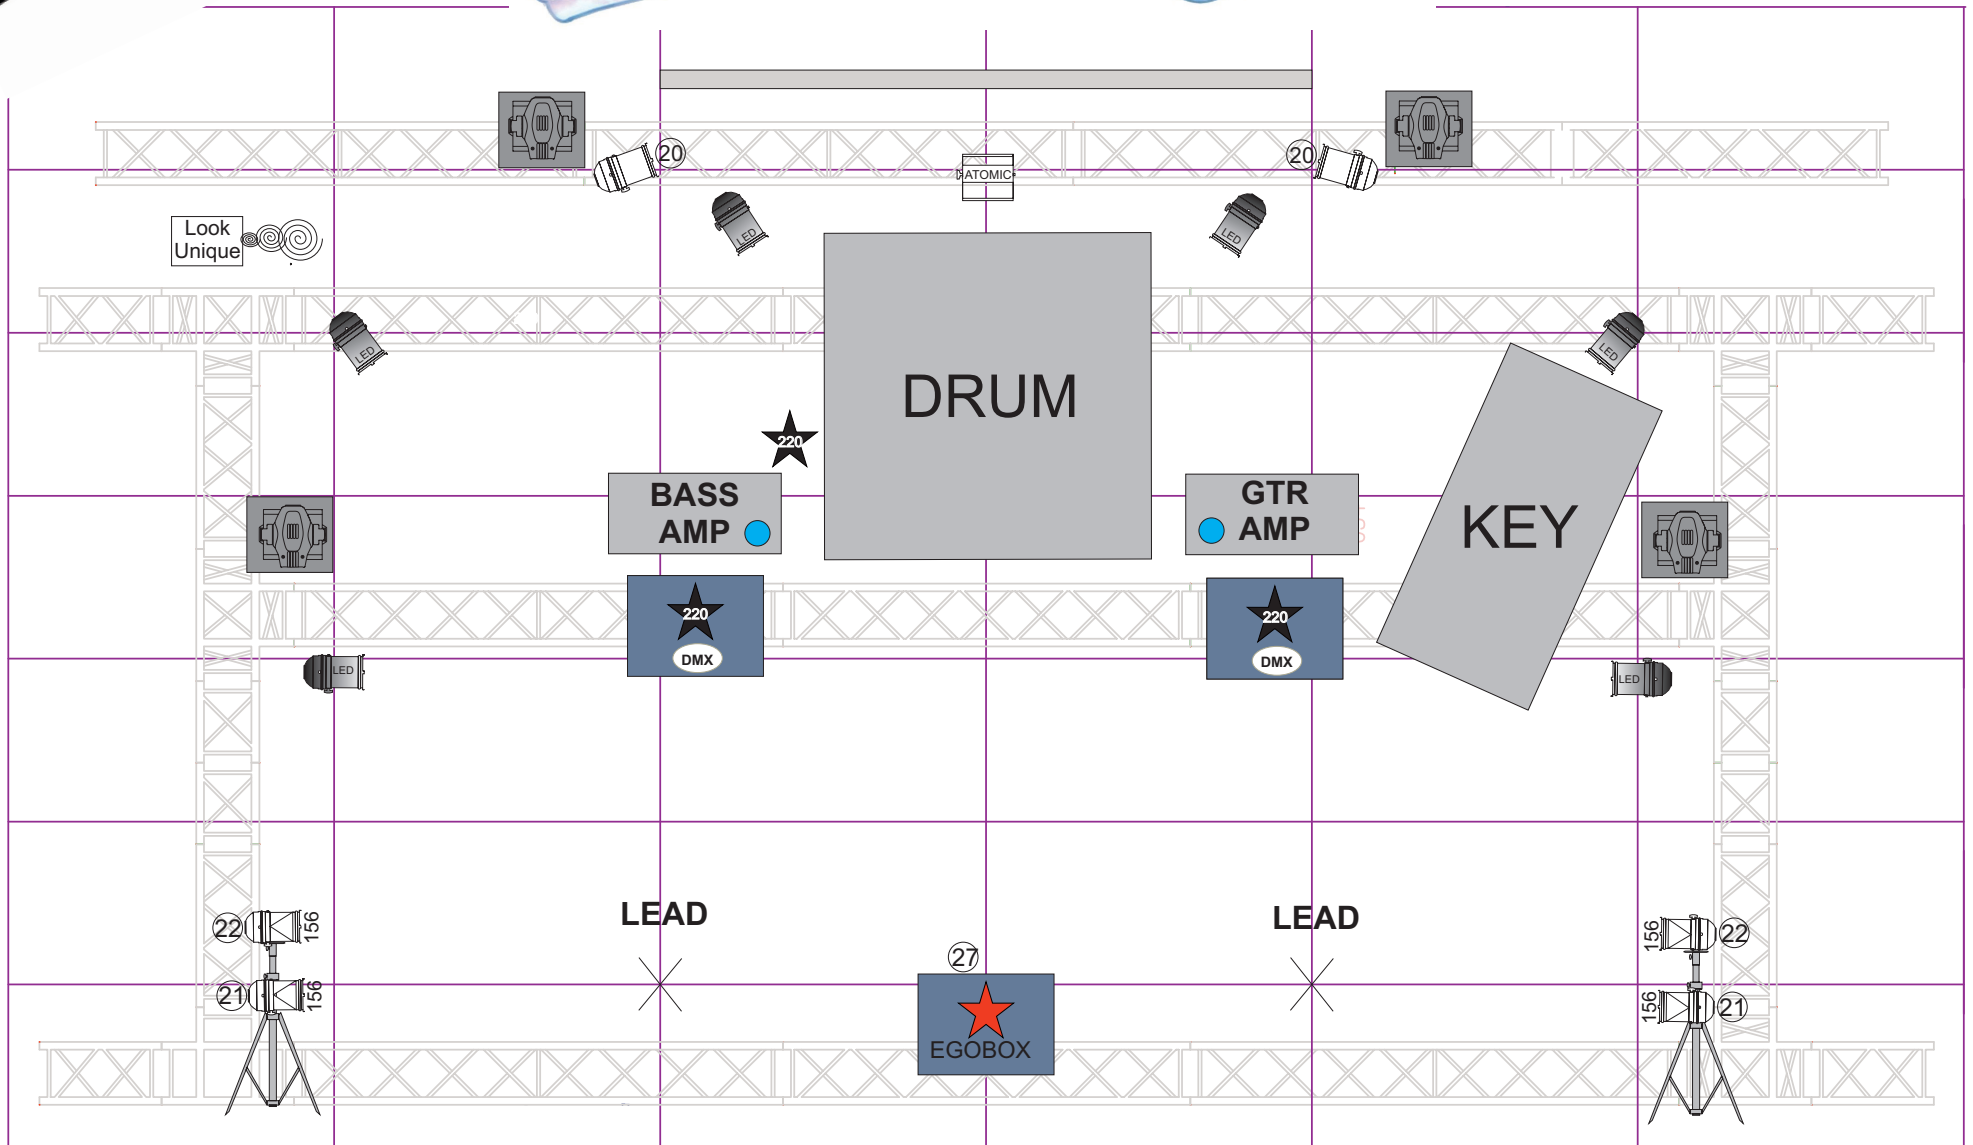 20
20
ATOMIC
Look
Unique
LED
LED
LED
LED
DRUM
220
BASS
AMP
GTR
AMP
KEY
220
DMX
220
DMX
LED
LED
LEAD
LEAD
22
156
156
22
27
21
156
156
21
EGOBOX